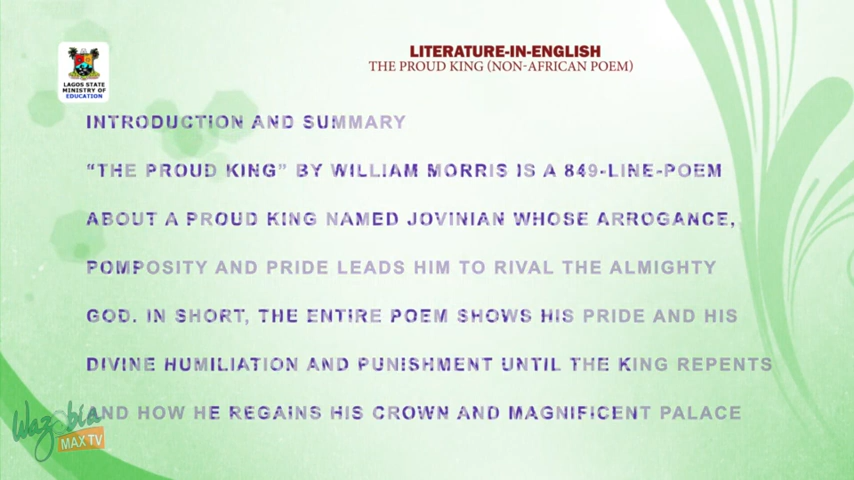 LITERATURE-IN-ENGLISH
THE PROUD KING (NON-AFRICAN POEM)
LAGOS STATE
MINISTRY OF
EDUCATION
INTRODUCTION AND SUMMARY
“THE PROUD KING” BY WILLIAM MORRIS IS A 849-LINE-POEM
ABOUT A PROUD KING NAMED JOVINIAN WHOSE ARROGANCE,
POMPOSITY AND PRIDE LEADS HIM TO RIVAL THE ALMIGHTY
GOD. IN SHORT, THE ENTIRE POEM SHOWS HIS PRIDE AND HIS
DIVINE HUMILIATION AND PUNISHMENT UNTIL THE KING REPENTS
AND HOW HE REGAINS HIS CROWN AND MAGNIFICENT PALACE
Wazobia
MAX TV